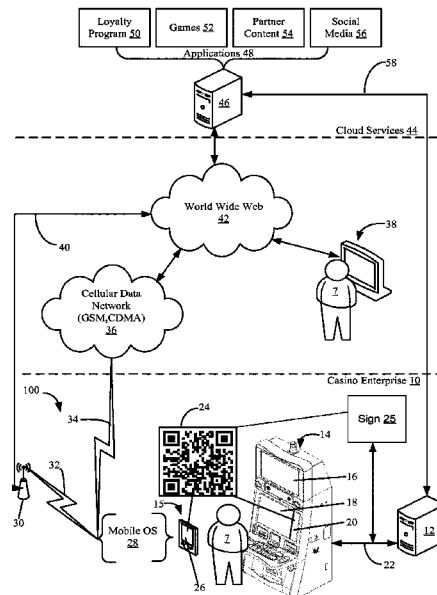 Loyalty
Program 50
Games 52
Partner
Content 54
Social
Media 56
Applications 48
58
46
Cloud Services 44
World Wide Web
42
40
38
7
Cellular Data
Network
(GSM,CDMA)
36
Casino Enterprise 10
100
34
24
Sign 25
14
16
32
18
15
20
30
Mobile OS
28
7
12
26
22